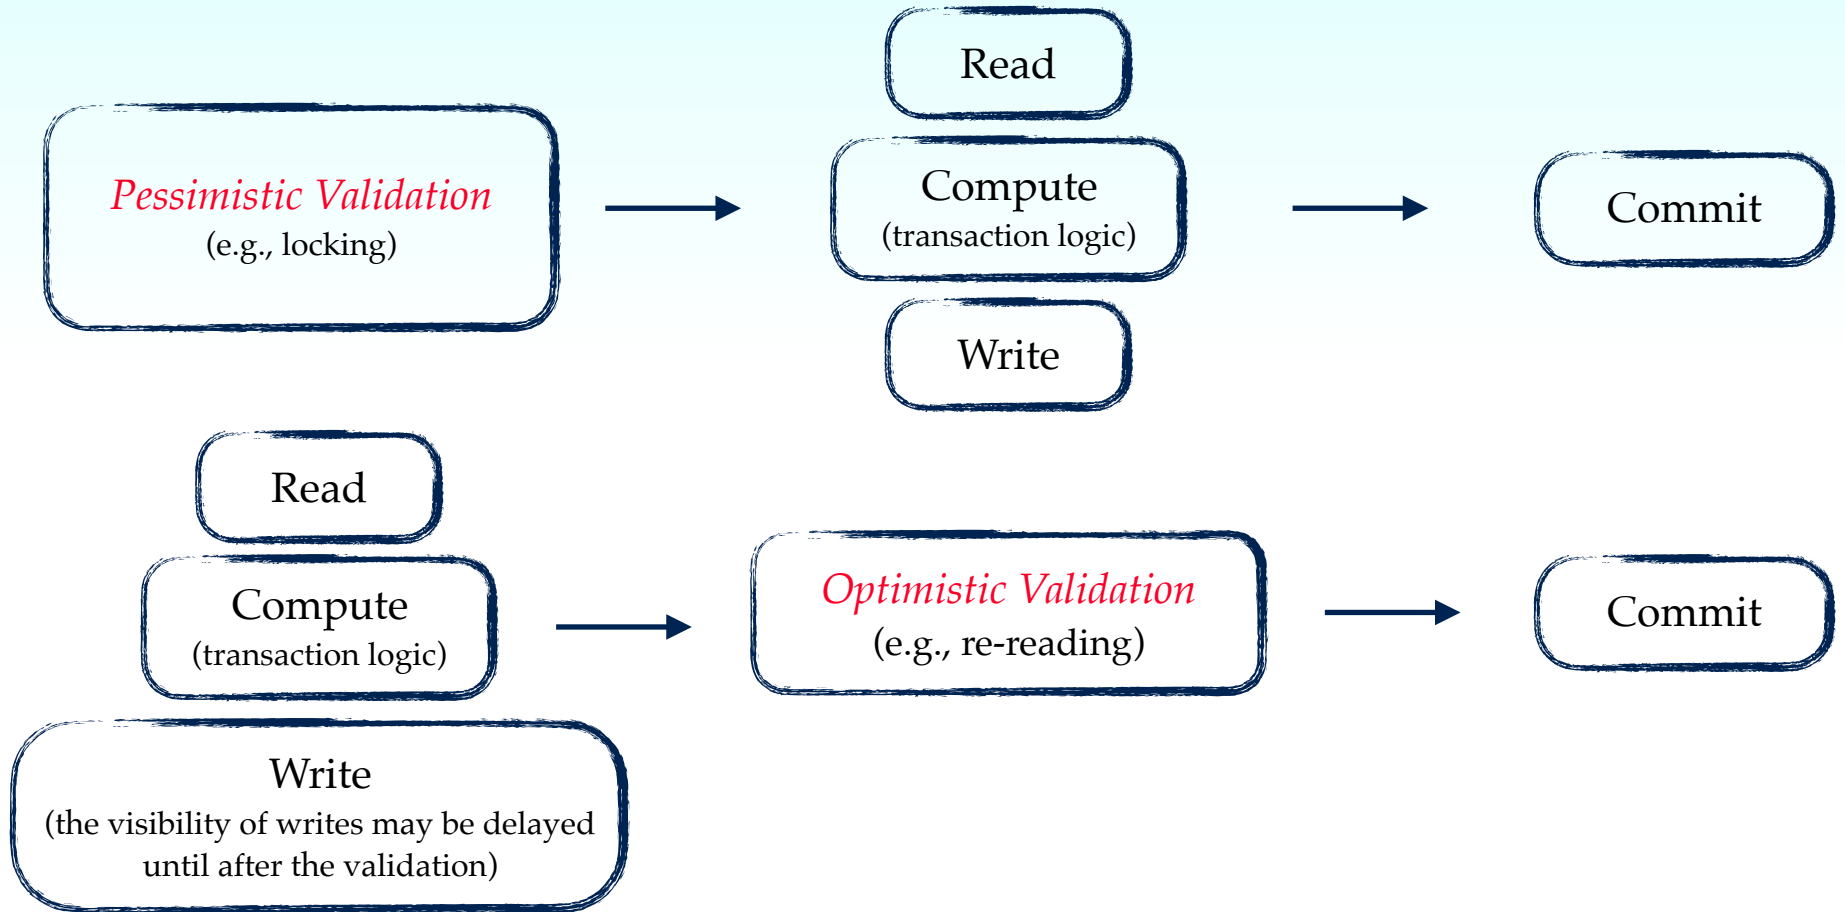 Pessimistic Validation
(e.g., locking)
Read
Compute
(transaction logic)
Write
Commit
Read
Compute
(transaction logic)
Write
(the visibility of writes may be delayed
until after the validation)
Optimistic Validation
(e.g., re-reading)
Commit